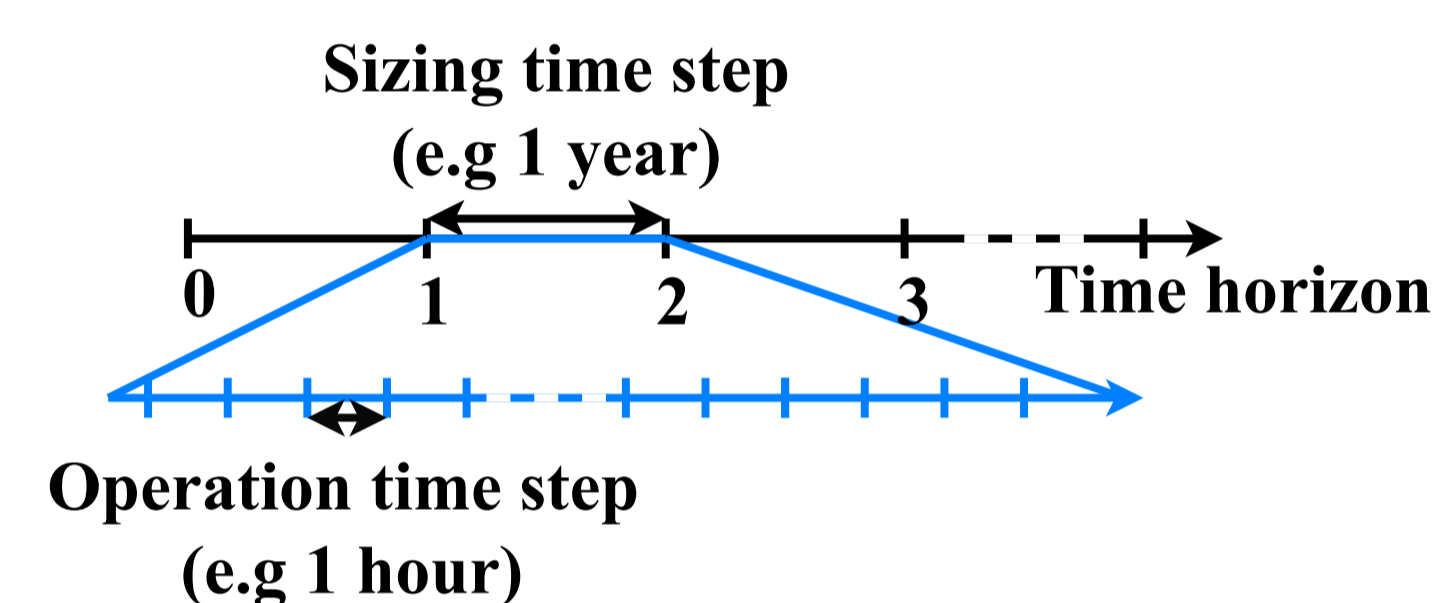 Sizing time step
(e.g 1 year)
0
1
2
3
Time horizon
Operation time step
(e.g 1 hour)